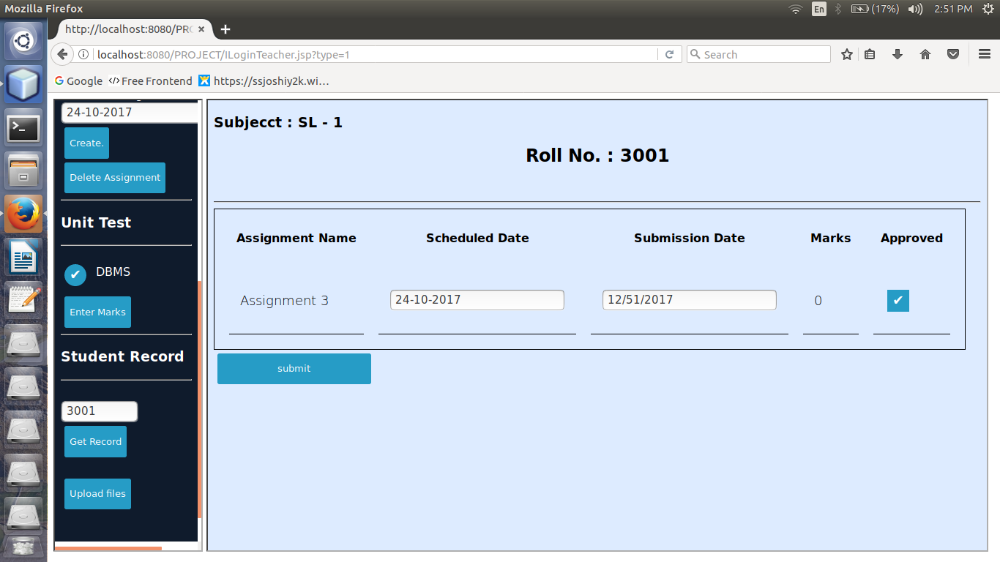 Mozilla Firefox
En
(17%)
2:51 PM
http://localhost:8080/PR
localhost:8080/PROJECT/ILoginTeacher.jsp?type=1
Search
Google
Free Frontend
https://ssjoshiy2k.wi...
24-10-2017
Create.
Delete Assignment
Unit Test
DBMS
Enter Marks
Student Record
3001
Get Record
Upload files
Subjecct : SL - 1
Roll No. : 3001
Assignment Name Scheduled Date Submission Date Marks Approved
Assignment 3 24-10-2017 12/51/2017 0
submit